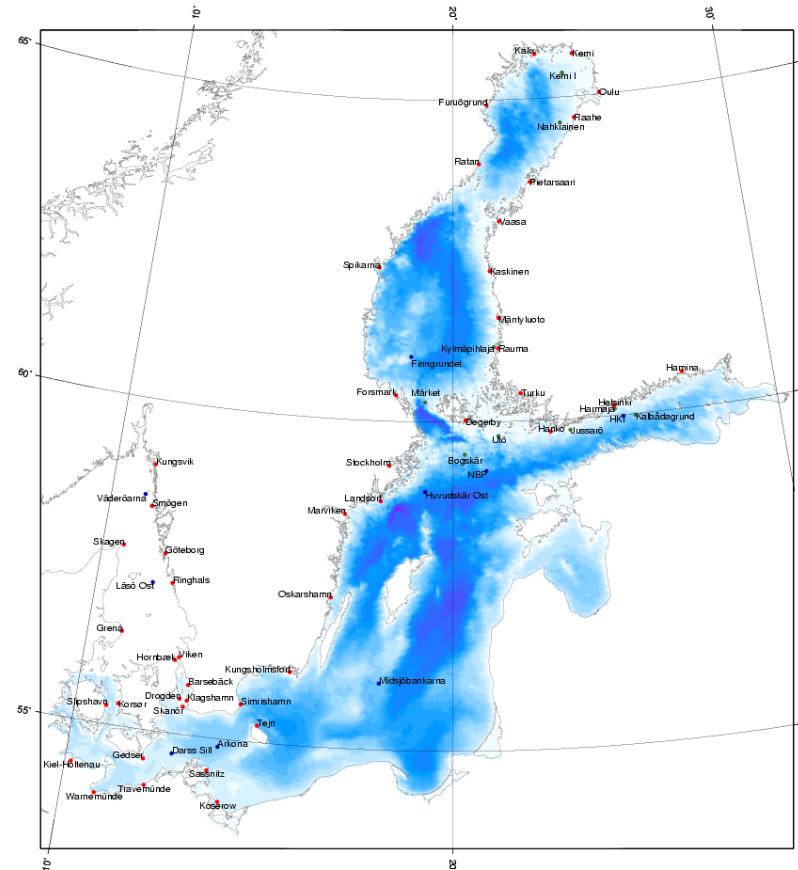 10° 20° 30°
65°
Kalix Kemi
Kemi I
Oulu
Furuögrund
Raahe
Nahkiainen
Ratan
Pietarsaari
Vaasa
Spikarna
Kaskinen
Mäntyluoto
Kylmäpihlaja Rauma
Finngrundet
Hamina
60°
Forsmark Märket Turku
Helsinki
Harmaja
HKI Kalbådagrund
Degerby
Hanko Jussarö
Utö
Bogskär
Stockholm
NBP
Kungsvik
Väderöarna
Huvudskär Ost
Landsort
Smögen
Marviken
Skagen
Göteborg
Läsö Ost Ringhals
Oskarshamn
Grenå
Hornbæk Viken
Kungsholmsfort
Barsebäck
Midsjöbankarna
Drogden Klagshamn
Slipshavn Korsør
Simrishamn
Skanör
55°
Tejn
Arkona
Darss Sill
Gedser
Kiel-Holtenau
Sassnitz
Travemünde
Warnemünde
Koserow
10° 20°